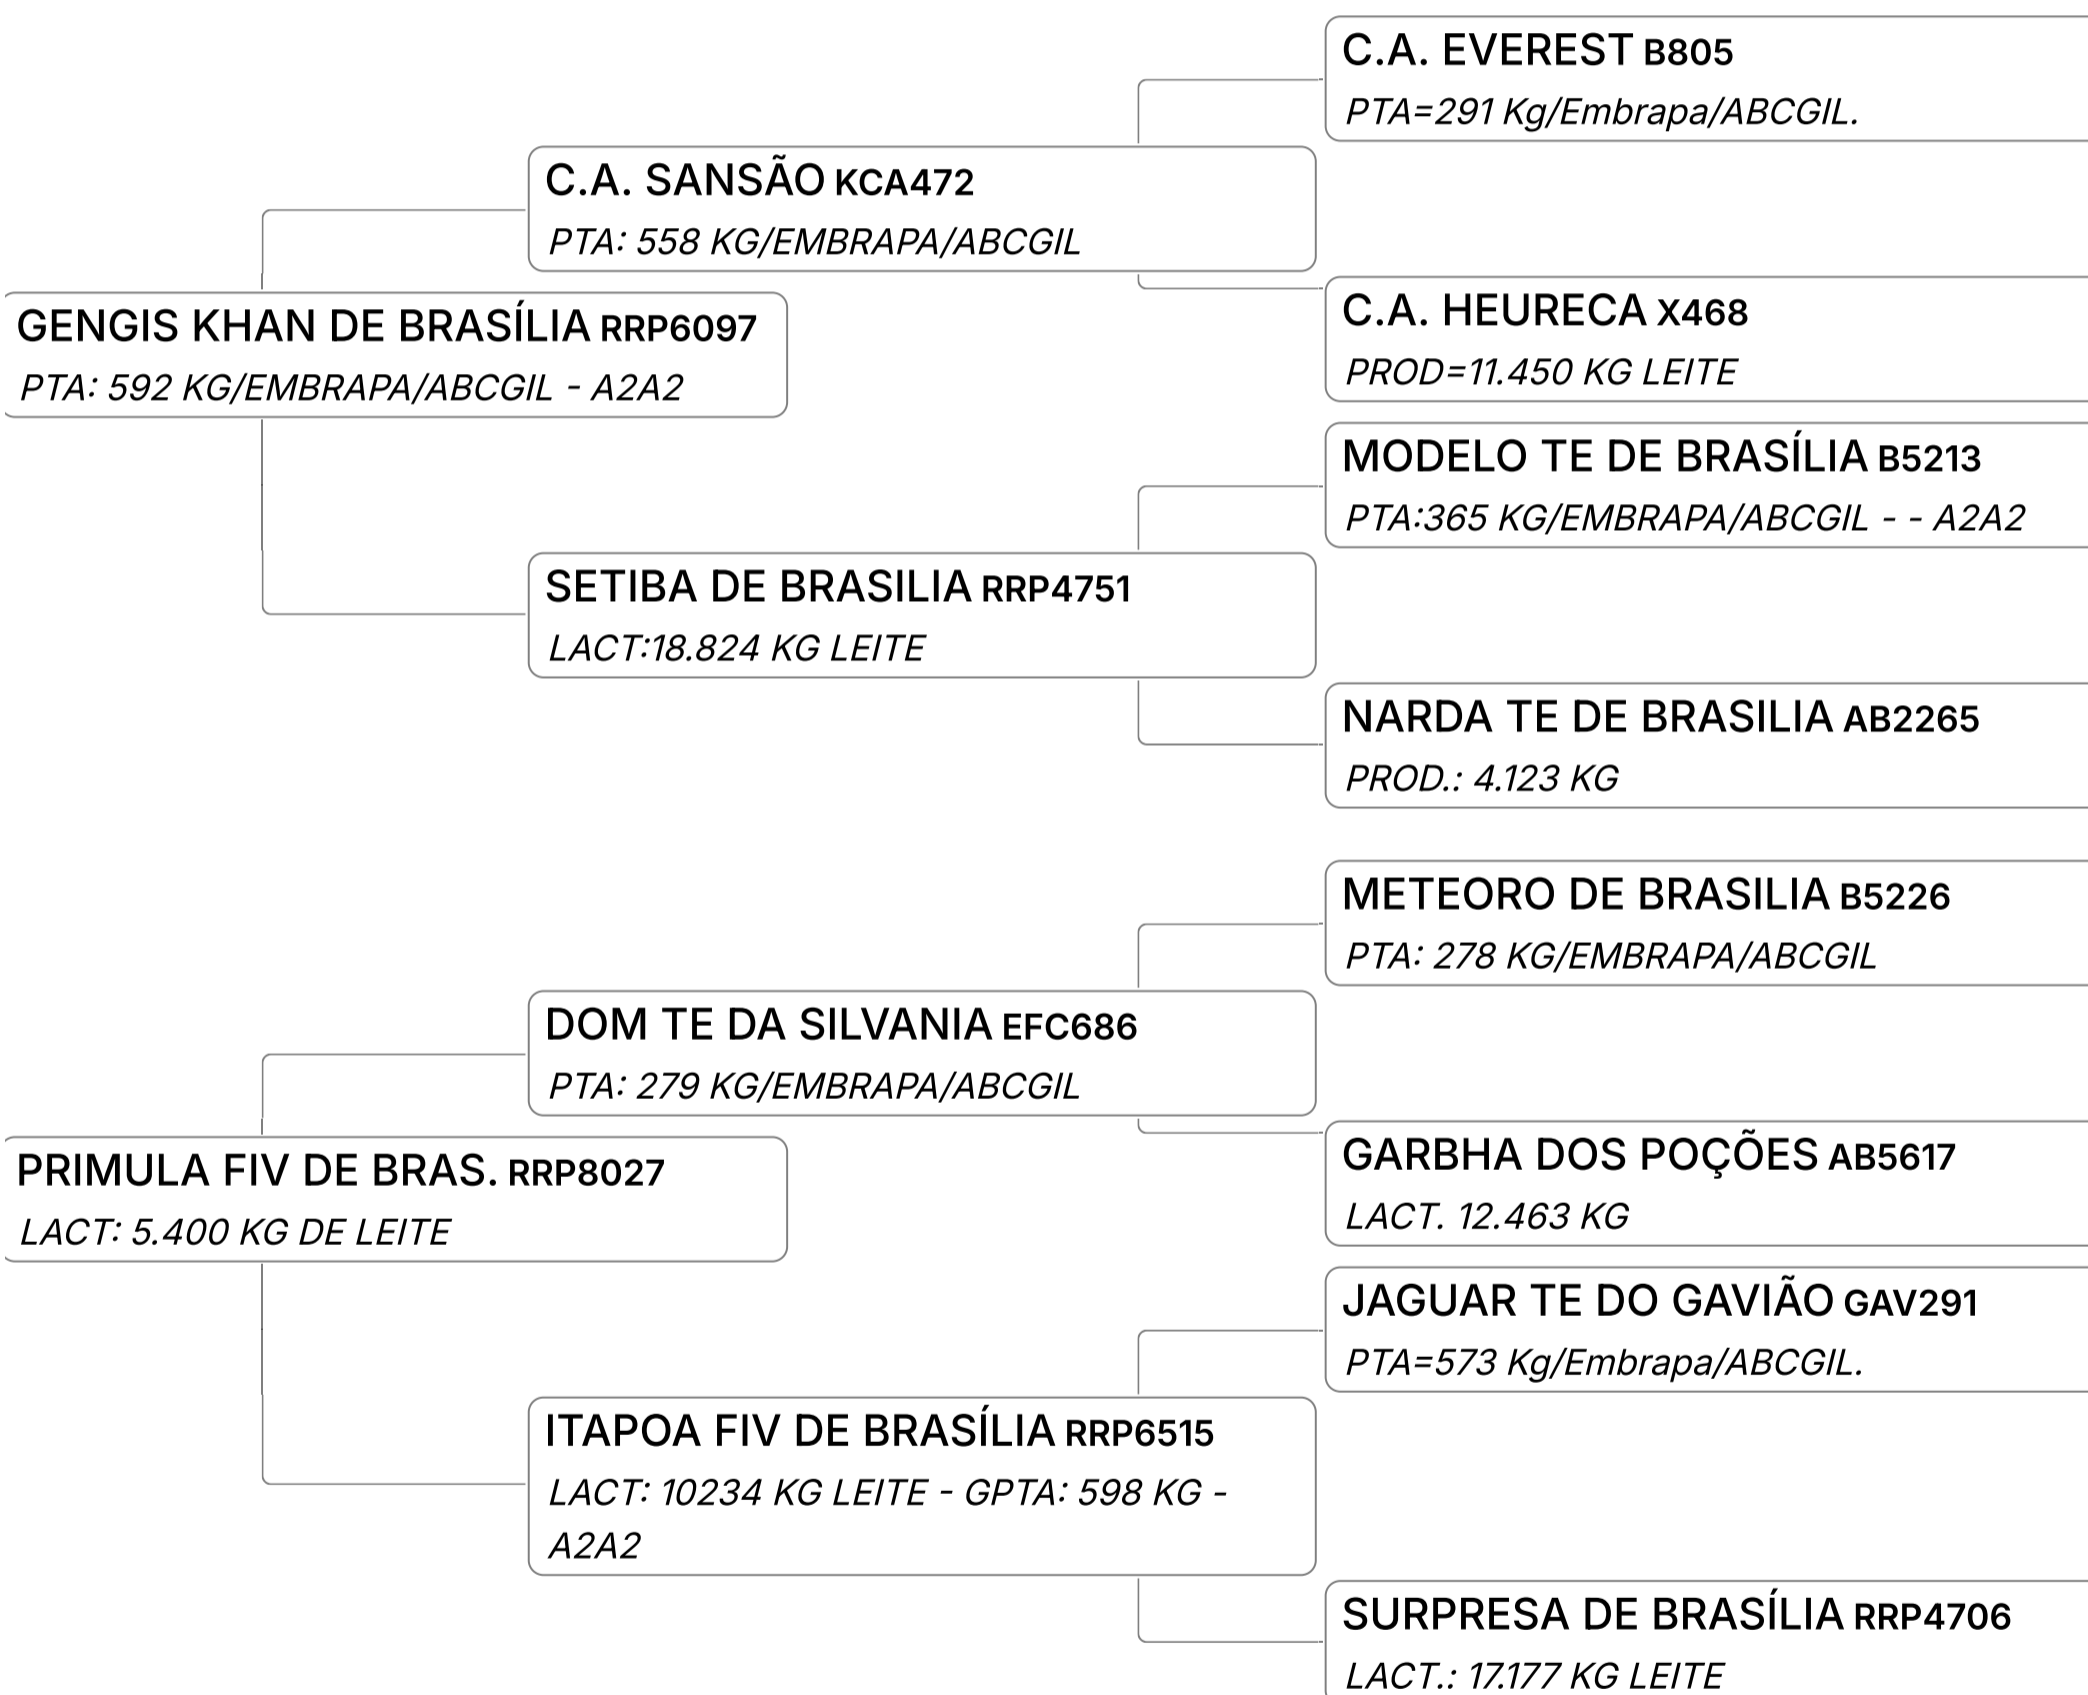 C.A. EVEREST B805
PTA=291 Kg/Embrapa/ABCGIL.
C.A. SANSÃO KCA472
PTA: 558 KG/EMBRAPA/ABCGIL
C.A. HEURECA X468
PROD=11.450 KG LEITE
GENGIS KHAN DE BRASÍLIA RRP6097
PTA: 592 KG/EMBRAPA/ABCGIL - A2A2
MODELO TE DE BRASÍLIA B5213
PTA:365 KG/EMBRAPA/ABCGIL - - A2A2
SETIBA DE BRASILIA RRP4751
LACT:18.824 KG LEITE
NARDA TE DE BRASILIA AB2265
PROD.: 4.123 KG
METEORO DE BRASILIA B5226
PTA: 278 KG/EMBRAPA/ABCGIL
DOM TE DA SILVANIA EFC686
PTA: 279 KG/EMBRAPA/ABCGIL
GARBHA DOS POÇÕES AB5617
LACT. 12.463 KG
PRIMULA FIV DE BRAS. RRP8027
LACT: 5.400 KG DE LEITE
JAGUAR TE DO GAVIÃO GAV291
PTA=573 Kg/Embrapa/ABCGIL.
ITAPOA FIV DE BRASÍLIA RRP6515
LACT: 10234 KG LEITE - GPTA: 598 KG -
A2A2
SURPRESA DE BRASÍLIA RRP4706
LACT.: 17.177 KG LEITE